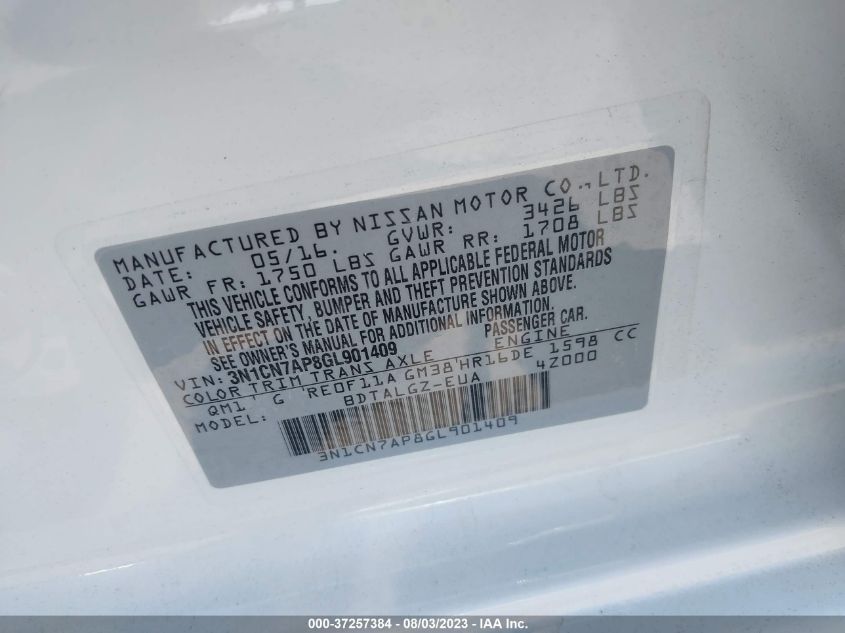 MANUFACTURED BY NISSAN MOTOR CO.,LTD.
DATE: 05/16. GVWR: 3426 LBS
GAWR FR: 1750 LBS GAWR RR: 1708 LBS
THIS VEHICLE CONFORMS TO ALL APPLICABLE FEDERAL MOTOR
VEHICLE SAFETY, BUMPER AND THEFT PREVENTION STANDARDS
IN EFFECT ON THE DATE OF MANUFACTURE SHOWN ABOVE.
SEE OWNER'S MANUAL FOR ADDITIONAL INFORMATION.
VIN: 3N1CN7AP8GL901409 PASSENGER CAR.
COLOR TRIM TRANS AXLE ENGINE
QM1 G RE0F11A GM38 HR16DE 1598 CC
MODEL: BDTALGZ-EUA 4Z000
3N1CN7AP8GL901409
000-37257384 - 08/03/2023 - IAA Inc.